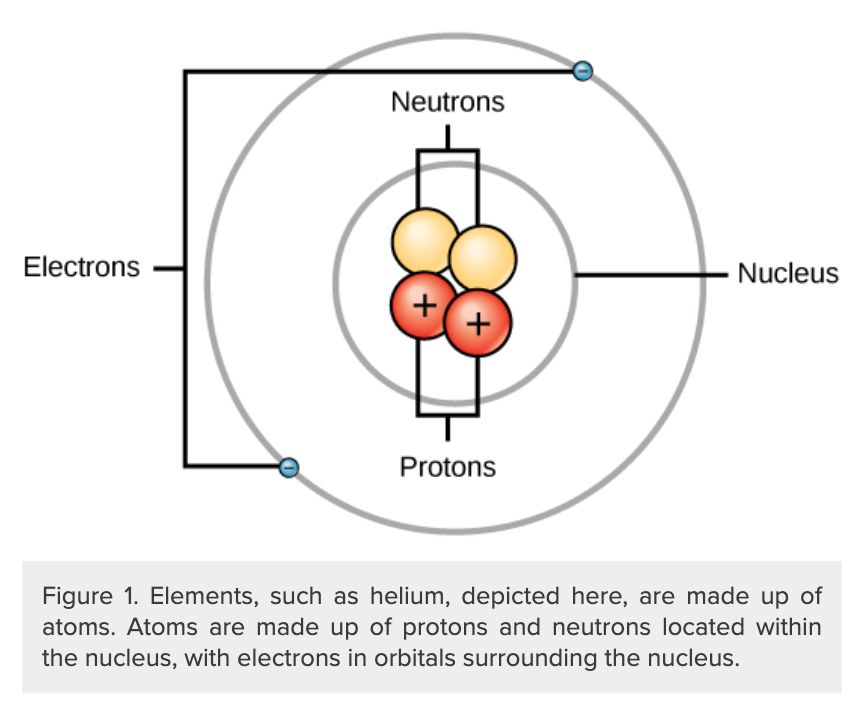 Neutrons
Electrons
Nucleus
+
+
Protons
−
−
Figure 1. Elements, such as helium, depicted here, are made up of
atoms. Atoms are made up of protons and neutrons located within
the nucleus, with electrons in orbitals surrounding the nucleus.